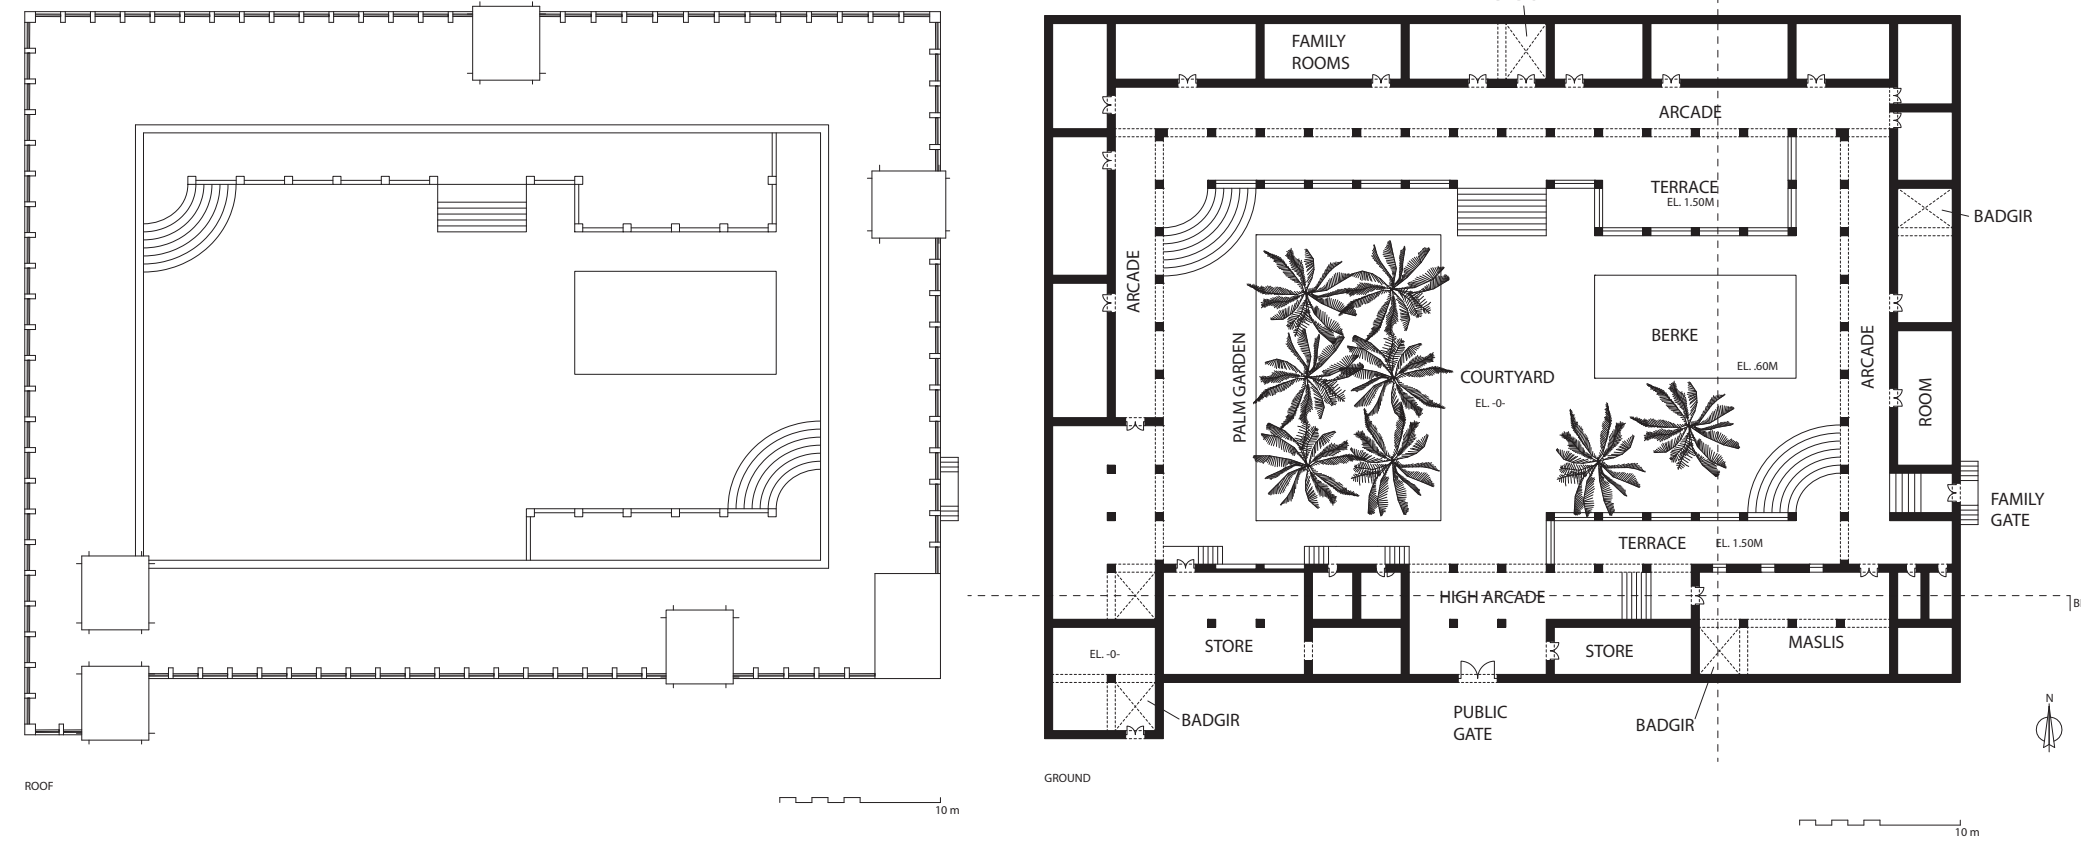 FAMILY
ROOMS
ARCADE
TERRACE
EL. 1.50M
BADGIR
ARCADE
PALM GARDEN
BERKE
EL. .60M
ARCADE
COURTYARD
EL. -0-
ROOM
FAMILY
GATE
TERRACE
EL. 1.50M
HIGH ARCADE
STORE
EL. -0-
STORE
MASLIS
BADGIR
PUBLIC
GATE
BADGIR
N
ROOF
10 m
GROUND
10 m